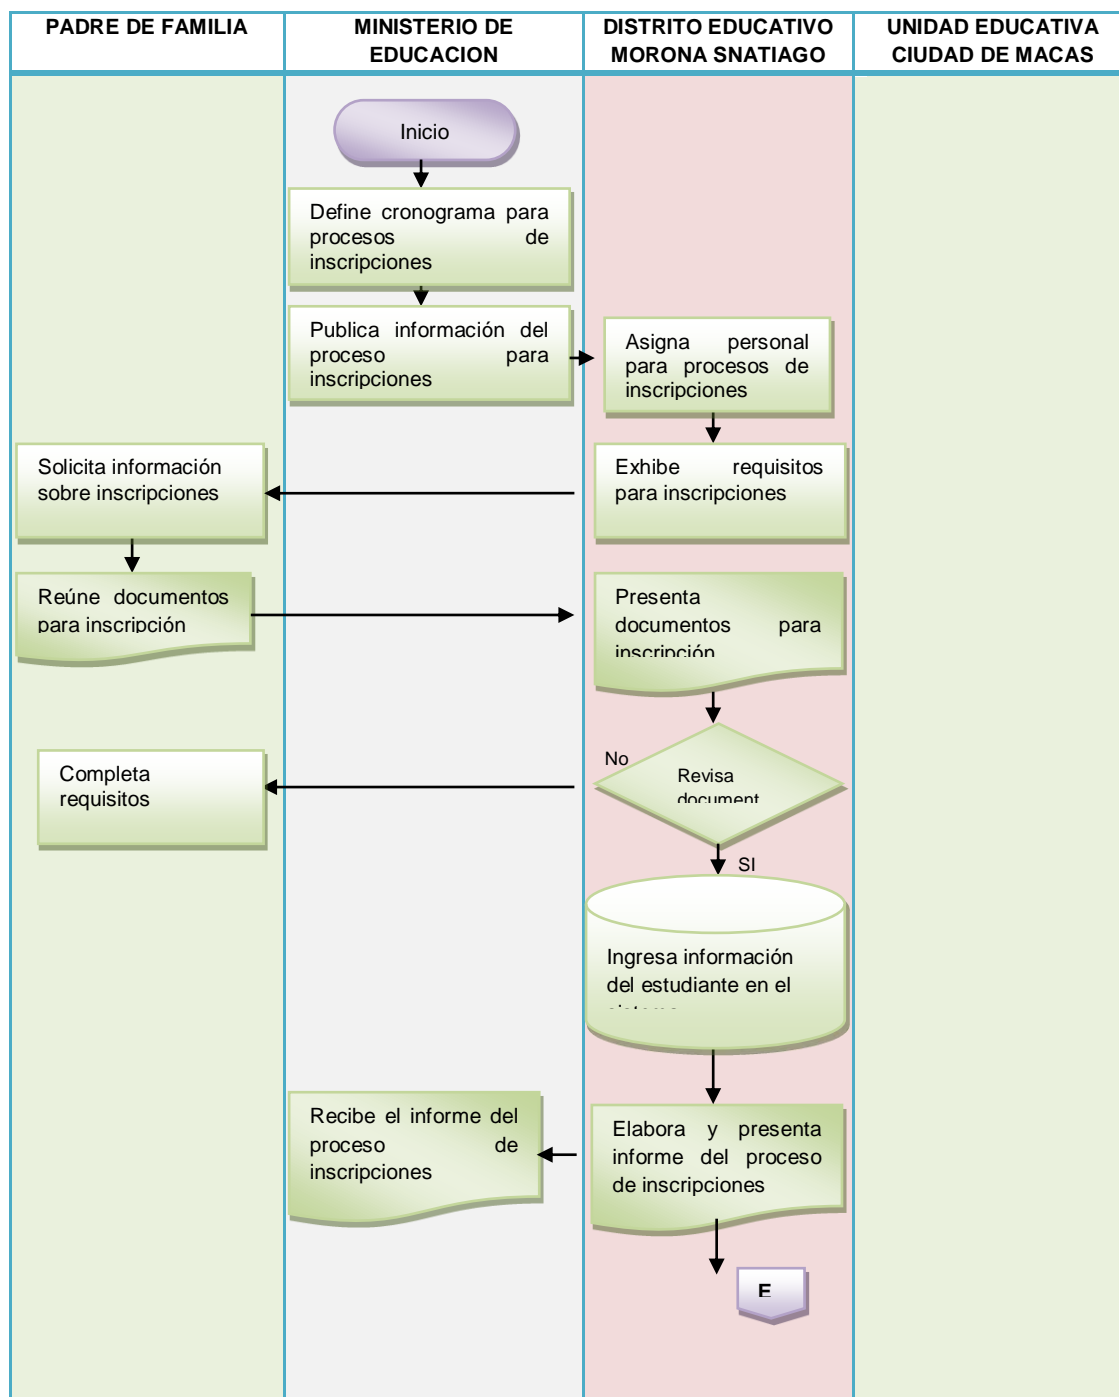 PADRE DE FAMILIA
MINISTERIO DE
EDUCACION
DISTRITO EDUCATIVO
MORONA SNATIAGO
UNIDAD EDUCATIVA
CIUDAD DE MACAS
Inicio
Define cronograma para
procesos de
inscripciones
Publica información del
proceso para
inscripciones
Asigna personal
para procesos de
inscripciones
Solicita información
sobre inscripciones
Exhibe requisitos
para inscripciones
Reúne documentos
para inscripción
Presenta
documentos para
inscripción
No
Revisa
document
Completa
requisitos
SI
Ingresa información
del estudiante en el
Recibe el informe del
proceso de
inscripciones
Elabora y presenta
informe del proceso
de inscripciones
E